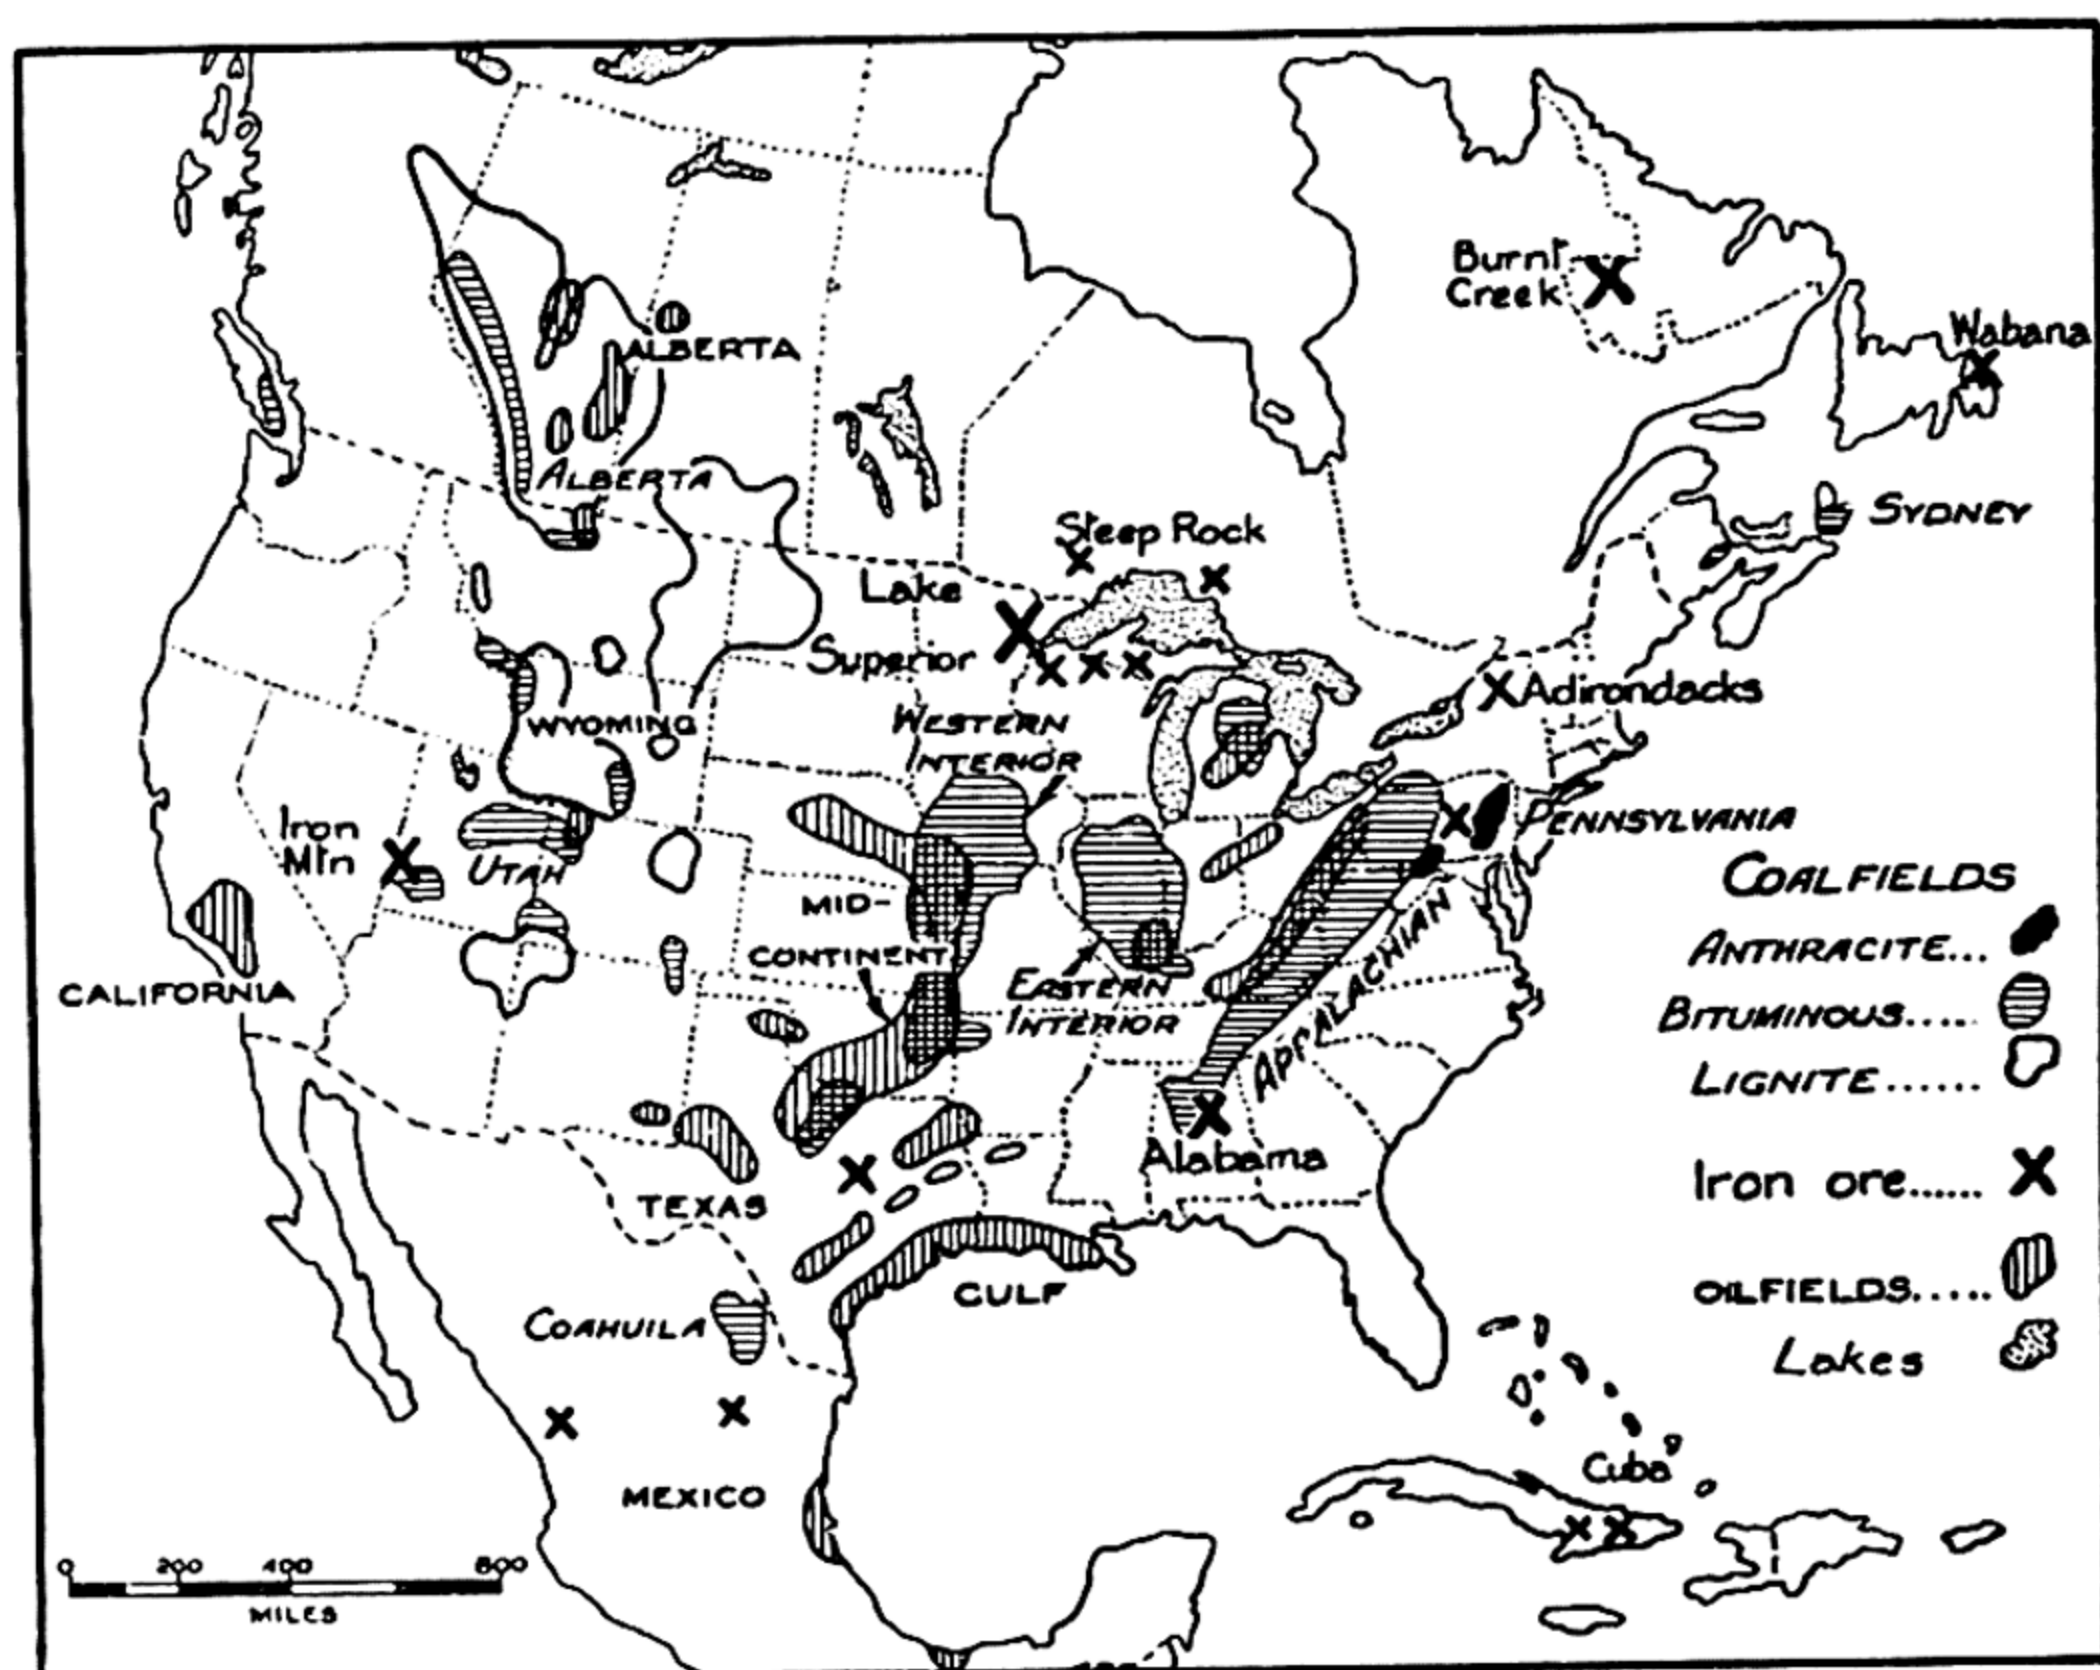 Burnt
Creek
Wabana
ALBERTA
ALBERTA
SYDNEY
Steep Rock
Lake
Superior
Adirondacks
WYOMING
WESTERN
INTERIOR
Iron
Mtn
UTAH
PENNSYLVANIA
COALFIELDS
MID-
CONTINENT
ANTHRACITE...
CALIFORNIA
EASTERN
INTERIOR
APPALACHIAN
BITUMINOUS.....
LIGNITE......
Alabama
Iron ore......
TEXAS
GULF
OILFIELDS.....
COAHUILA
Lakes
Cuba
MEXICO
0 200 400 800
MILES